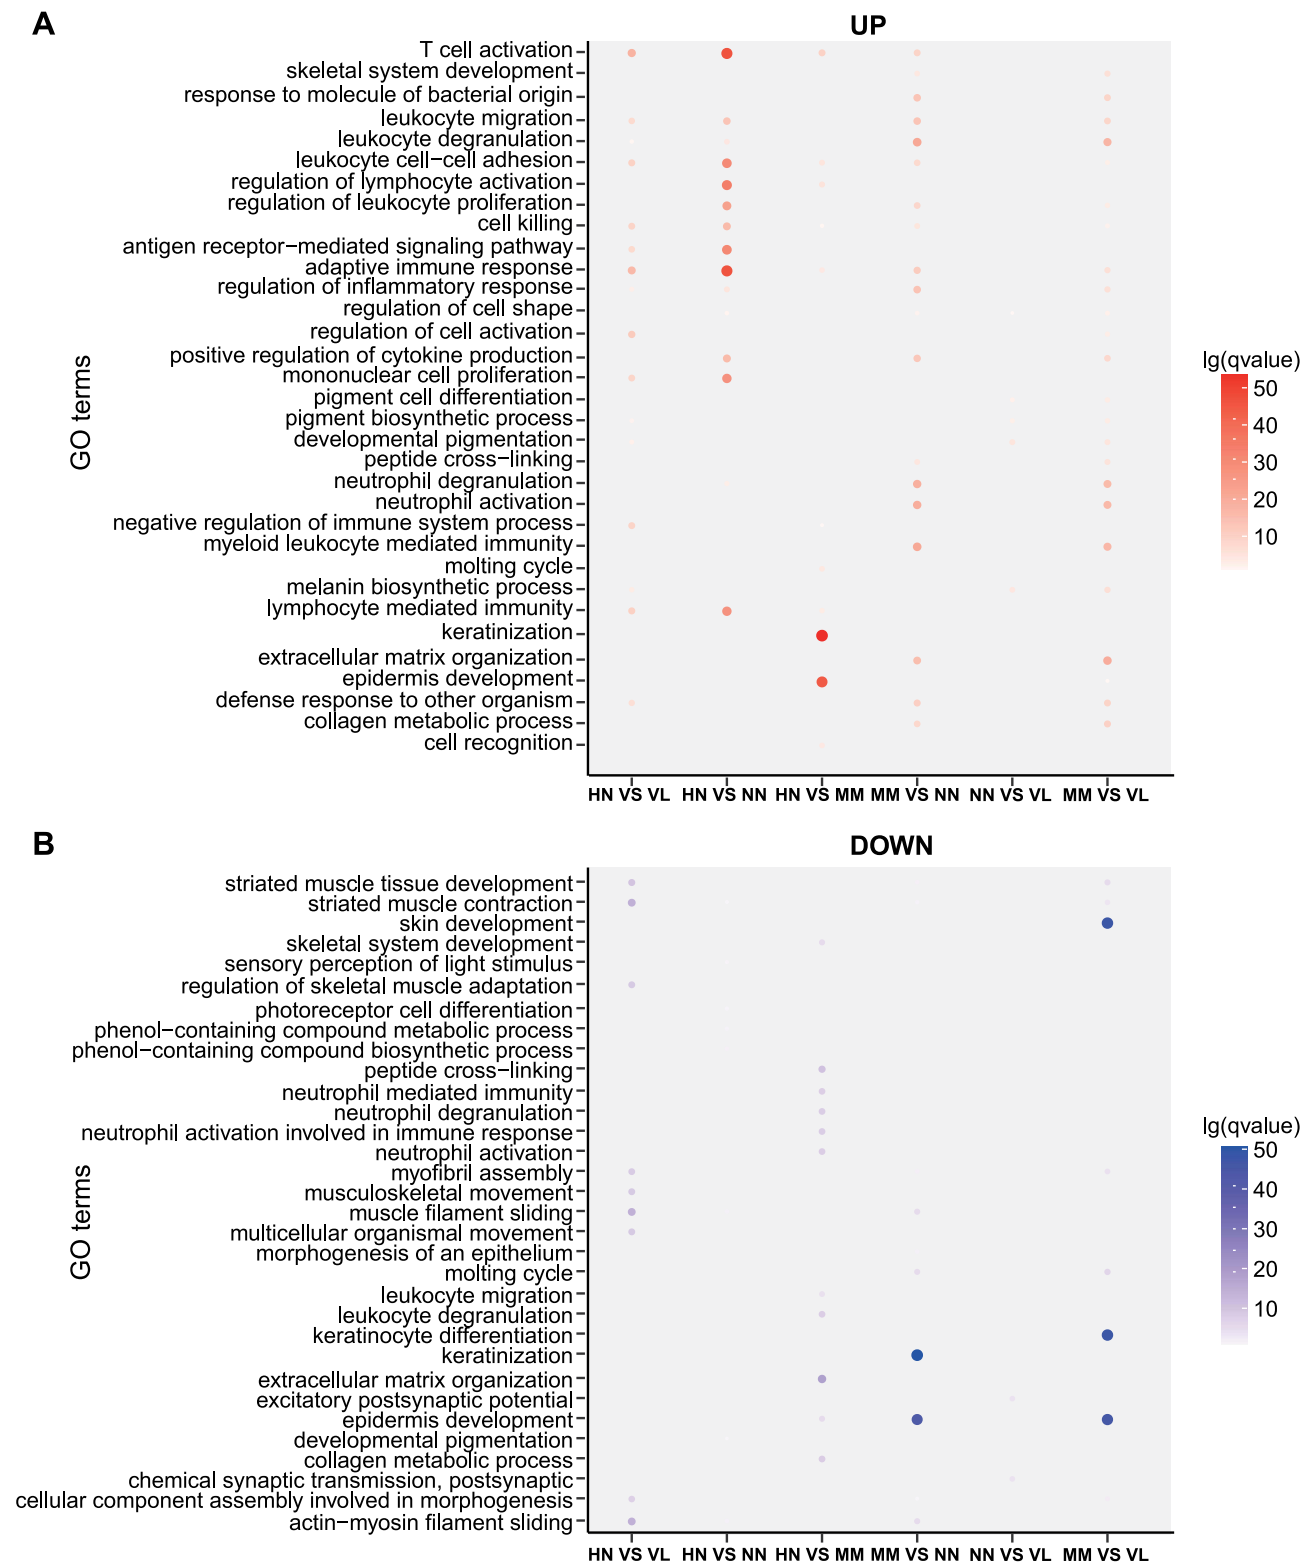 A
UP
T cell activation
skeletal system development
response to molecule of bacterial origin
leukocyte migration
leukocyte degranulation
leukocyte cell−cell adhesion
regulation of lymphocyte activation
regulation of leukocyte proliferation
cell killing
antigen receptor−mediated signaling pathway
adaptive immune response
regulation of inflammatory response
regulation of cell shape
regulation of cell activation
positive regulation of cytokine production
mononuclear cell proliferation
pigment cell differentiation
pigment biosynthetic process
developmental pigmentation
peptide cross−linking
neutrophil degranulation
neutrophil activation
negative regulation of immune system process
myeloid leukocyte mediated immunity
molting cycle
melanin biosynthetic process
lymphocyte mediated immunity
keratinization
extracellular matrix organization
epidermis development
defense response to other organism
collagen metabolic process
cell recognition
GO terms
HN VS VL HN VS NN HN VS MM MM VS NN NN VS VL MM VS VL
lg(qvalue)
50
40
30
20
10
B
DOWN
striated muscle tissue development
striated muscle contraction
skin development
skeletal system development
sensory perception of light stimulus
regulation of skeletal muscle adaptation
photoreceptor cell differentiation
phenol−containing compound metabolic process
phenol−containing compound biosynthetic process
peptide cross−linking
neutrophil mediated immunity
neutrophil degranulation
neutrophil activation involved in immune response
neutrophil activation
myofibril assembly
musculoskeletal movement
muscle filament sliding
multicellular organismal movement
morphogenesis of an epithelium
molting cycle
leukocyte migration
leukocyte degranulation
keratinocyte differentiation
keratinization
extracellular matrix organization
excitatory postsynaptic potential
epidermis development
developmental pigmentation
collagen metabolic process
chemical synaptic transmission, postsynaptic
cellular component assembly involved in morphogenesis
actin−myosin filament sliding
GO terms
HN VS VL HN VS NN HN VS MM MM VS NN NN VS VL MM VS VL
lg(qvalue)
50
40
30
20
10